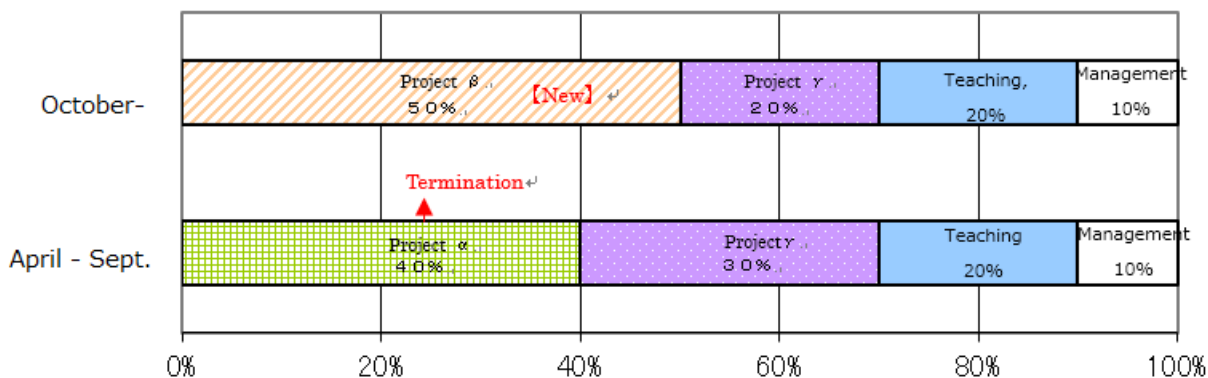 Project β
50%
【New】
Project γ
20%
Teaching,
20%
Management
10%
October-
Termination
Project α
40%
Projectγ
30%
Teaching
20%
Management
10%
April - Sept.
0%
20%
40%
60%
80%
100%